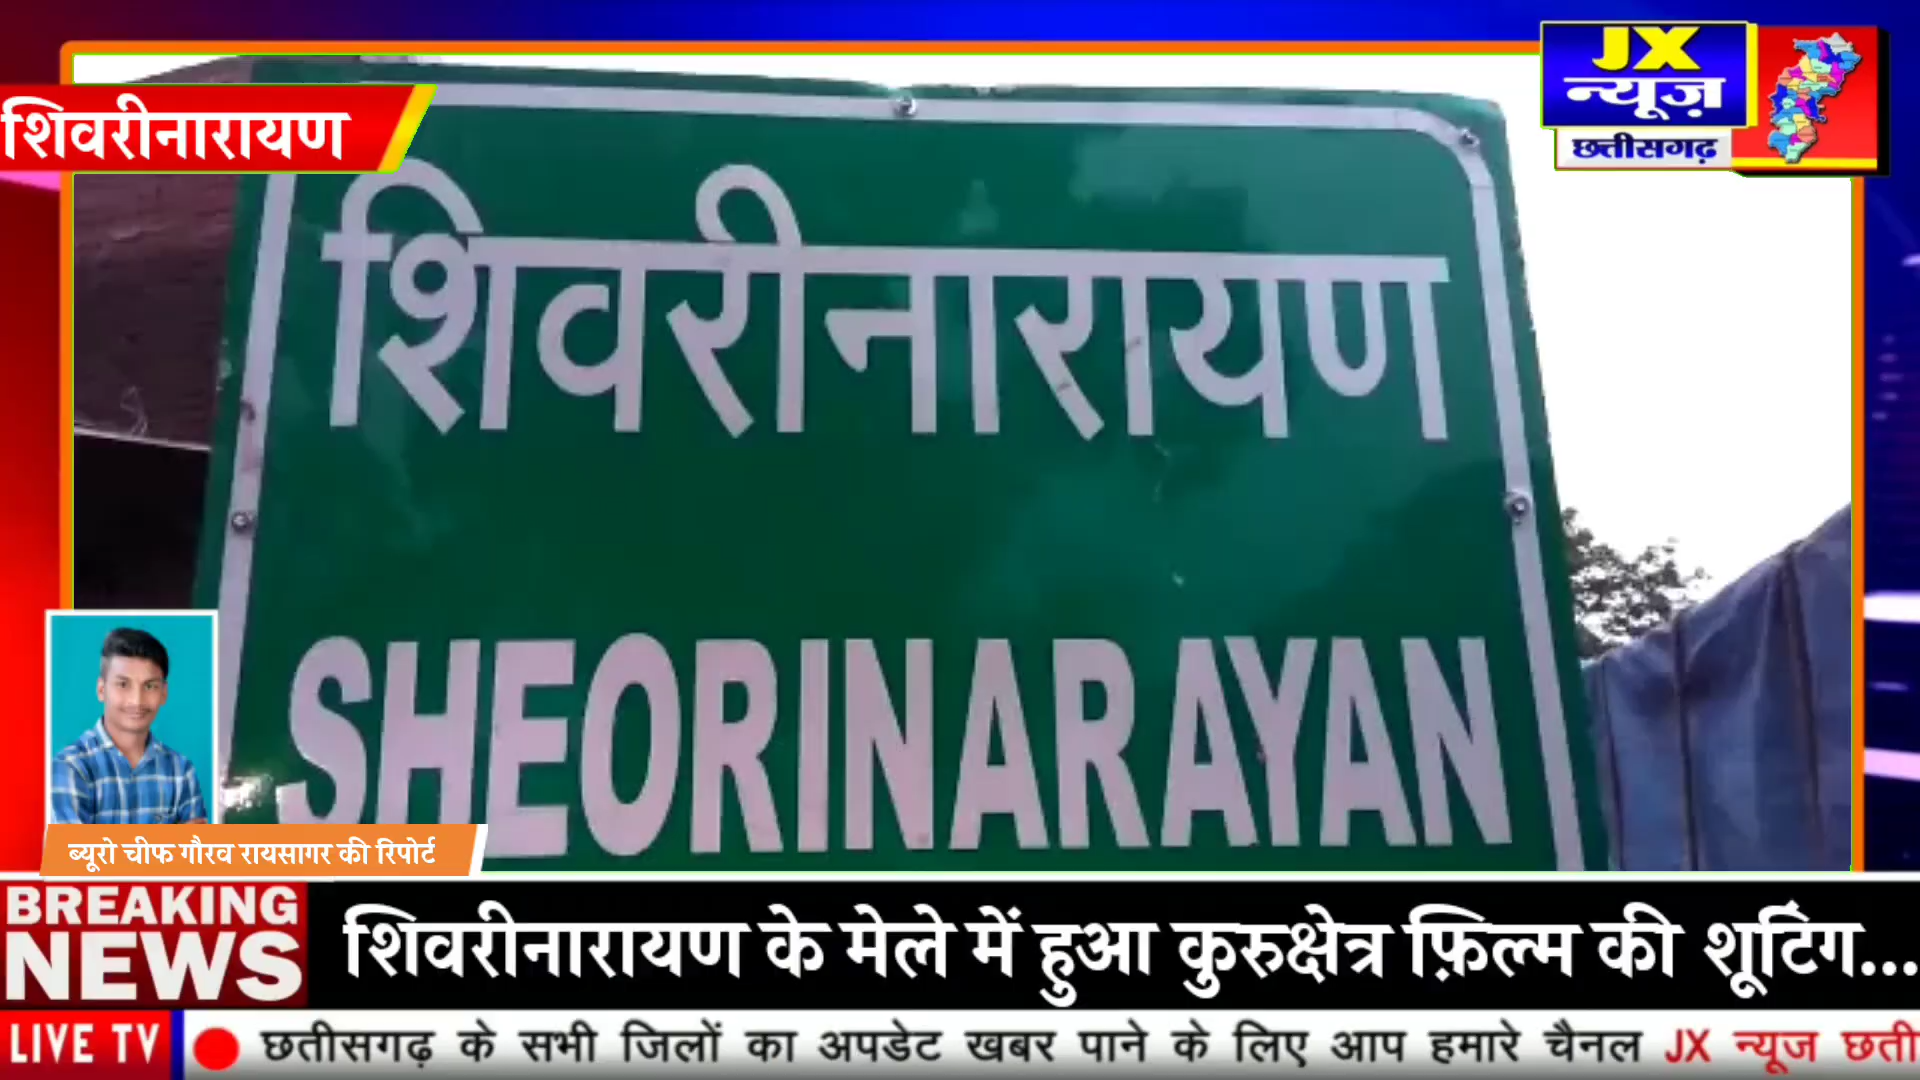 JX
न्यूज़
छत्तीसगढ़
शिवरीनारायण
शिवरीनारायण
SHEORINARAYAN
ब्यूरो चीफ गौरव रायसागर की रिपोर्ट
BREAKING
NEWS
शिवरीनारायण के मेले में हुआ कुरुक्षेत्र फ़िल्म की शूटिंग...
LIVE TV
छतीसगढ़ के सभी जिलों का अपडेट खबर पाने के लिए आप हमारे चैनल JX न्यूज छती